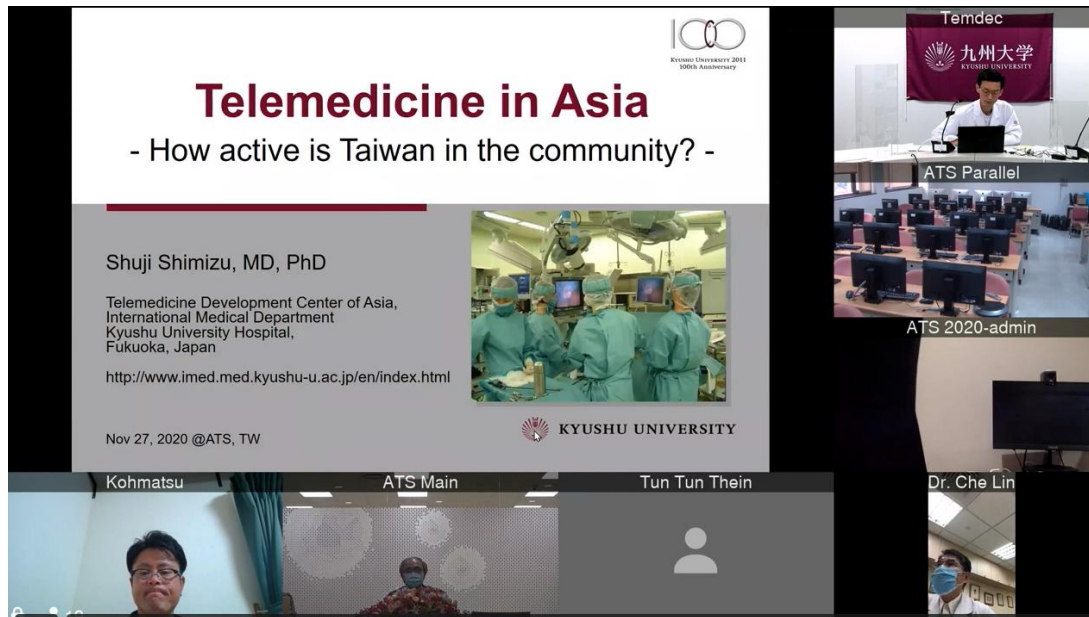 100
KYUSHU UNIVERSITY 2011
100th Anniversary
Telemedicine in Asia
- How active is Taiwan in the community? -
Shuji Shimizu, MD, PhD
Telemedicine Development Center of Asia,
International Medical Department
Kyushu University Hospital,
Fukuoka, Japan
http://www.imed.med.kyushu-u.ac.jp/en/index.html
Nov 27, 2020 @ATS, TW
KYUSHU UNIVERSITY
Temdec
九州大学
KYUSHU UNIVERSITY
ATS Parallel
ATS 2020-admin
Kohmatsu
ATS Main
Tun Tun Thein
Dr. Che Lin